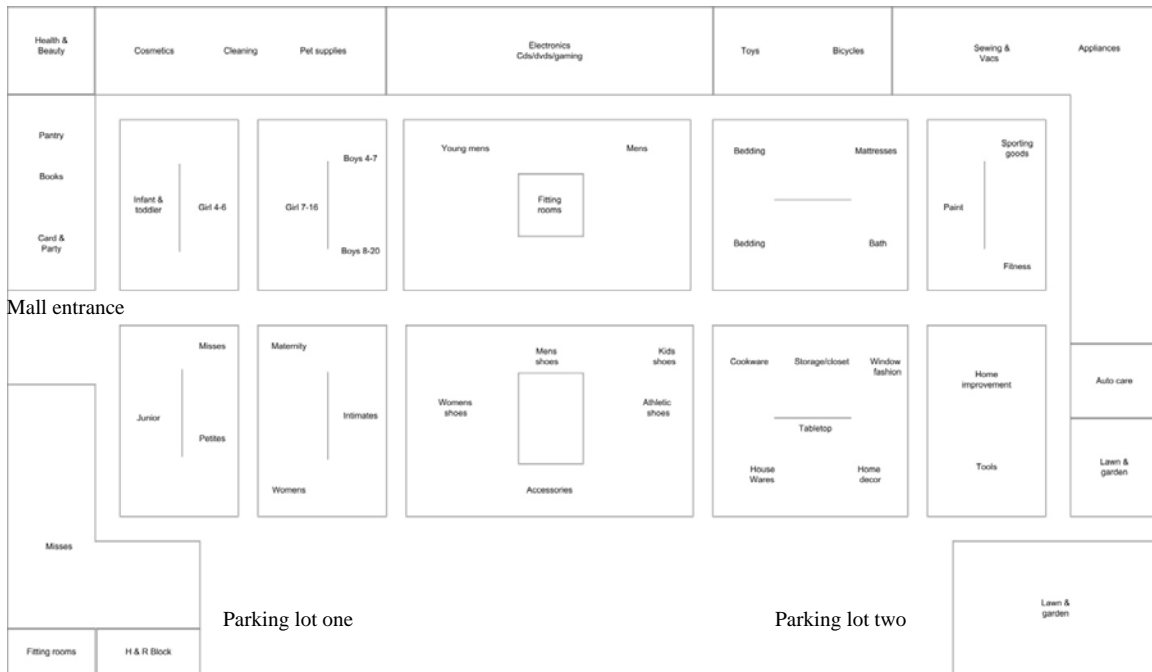 Health &
Beauty
Cosmetics
Cleaning
Pet supplies
Electronics
Cds/dvds/gaming
Toys
Bicycles
Sewing &
Vacs
Appliances
Pantry
Books
Card &
Party
Infant &
toddler
Girl 4-6
Girl 7-16
Boys 4-7
Boys 8-20
Young mens
Mens
Fitting
rooms
Bedding
Mattresses
Bedding
Bath
Paint
Sporting
goods
Fitness
Mall entrance
Misses
Junior
Petites
Maternity
Intimates
Womens
Mens
shoes
Kids
shoes
Womens
shoes
Athletic
shoes
Accessories
Cookware
Storage/closet
Window
fashion
Tabletop
House
Wares
Home
decor
Home
improvement
Tools
Auto care
Lawn &
garden
Misses
Parking lot one
Parking lot two
Lawn &
garden
Fitting rooms
H & R Block